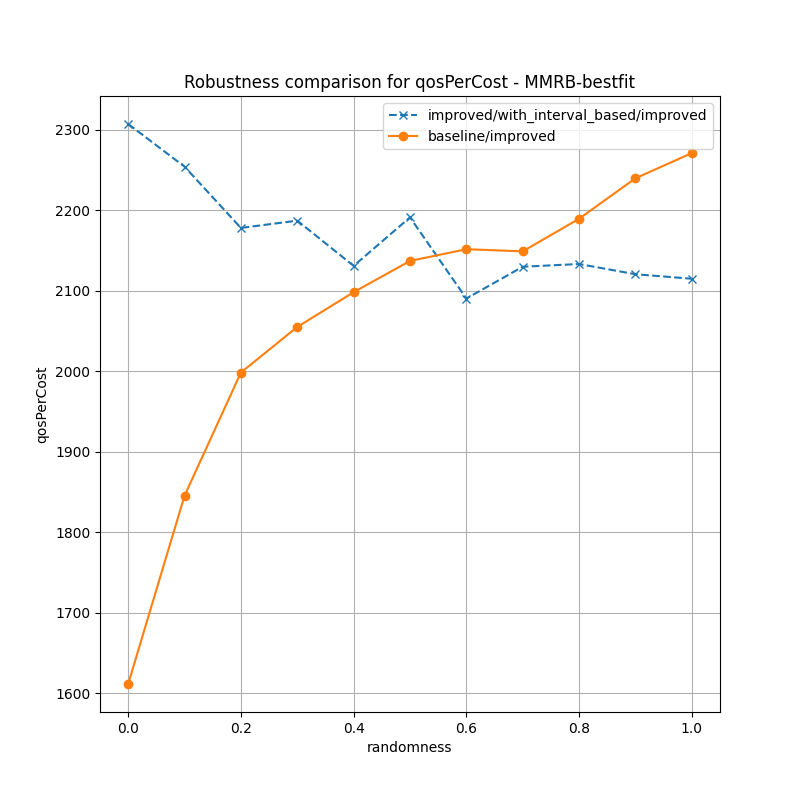 Robustness comparison for qosPerCost - MMRB-bestfit
improved/with_interval_based/improved
baseline/improved
2300
2200
2100
2000
1900
1800
1700
1600
qosPerCost
0.0 0.2 0.4 0.6 0.8 1.0
randomness